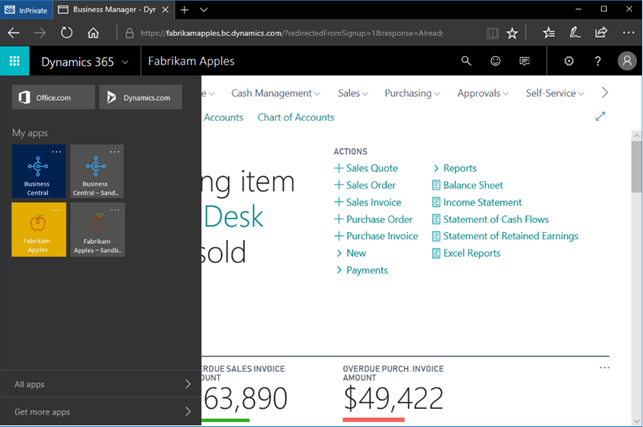 InPrivate
Business Manager - Dyr
https://fabrikamapples.bc.dynamics.com/?redirectedFromSignup=1&response=Already
Dynamics 365
Fabrikam Apples
Office.com
Dynamics.com
My apps
Business
Central
Business
Central – Sand...
Fabrikam
Apples
Fabrikam
Apples – Sandb...
All apps
Get more apps
e
Cash Management
Sales
Purchasing
Approvals
Self-Service
Accounts
Chart of Accounts
ng item
Desk
sold
ACTIONS
Sales Quote
Sales Order
Sales Invoice
Purchase Order
Purchase Invoice
New
Payments
Reports
Balance Sheet
Income Statement
Statement of Cash Flows
Statement of Retained Earnings
Excel Reports
ERDUE SALES INVOICE
OUNT
63,890
OVERDUE PURCH. INVOICE
AMOUNT
$49,422